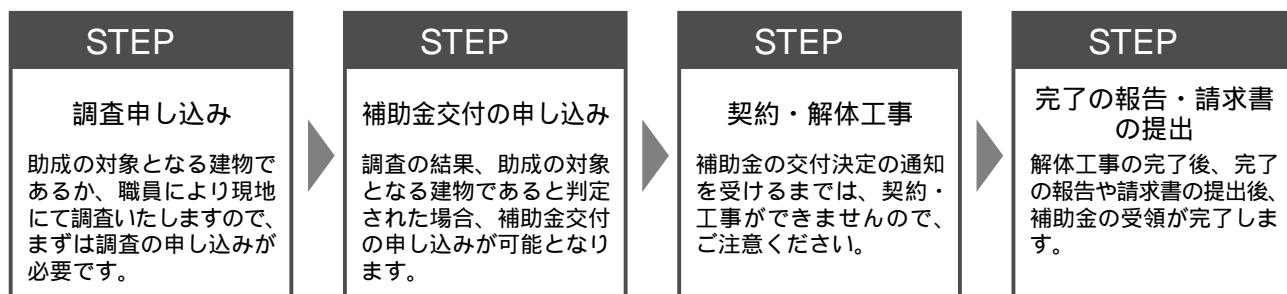 STEP
調査申し込み
助成の対象となる建物で
あるか、職員により現地
にて調査いたしますので、
まずは調査の申し込みが
必要です。
STEP
補助金交付の申し込み
調査の結果、助成の対象
となる建物であると判定
された場合、補助金交付
の申し込みが可能となり
ます。
STEP
契約・解体工事
補助金の交付決定の通知
を受けるまでは、契約・
工事ができませんので、
ご注意ください。
STEP
完了の報告・請求書
の提出
解体工事の完了後、完了
の報告や請求書の提出後、
補助金の受領が完了しま
す。